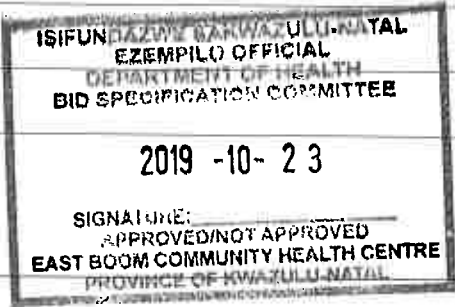 ISIFUNDAZWE SAKWAZULU-NATAL
EZEMPILO OFFICIAL
DEPARTMENT OF HEALTH
BID SPECIFICATION COMMITTEE
2019 -10- 23
SIGNATURE:
APPROVED/NOT APPROVED
EAST BOOM COMMUNITY HEALTH CENTRE
PROVINCE OF KWAZULU-NATAL